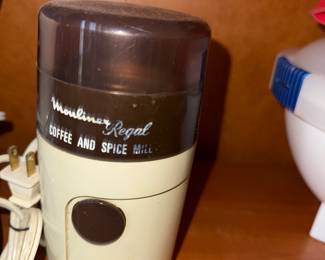 Moulinex Regal
COFFEE AND SPICE MILL